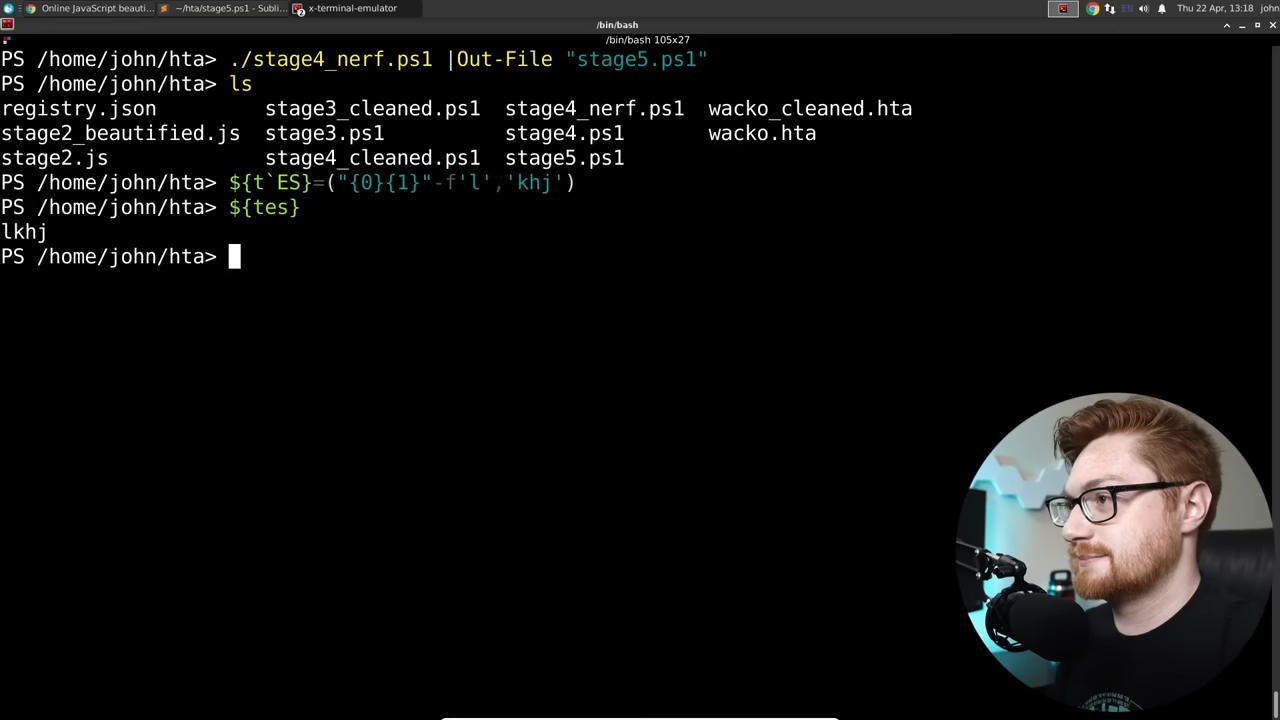 Online JavaScript beauti...
~/hta/stage5.ps1 - Subli...
x-terminal-emulator
EN
Thu 22 Apr, 13:18 john
/bin/bash
/bin/bash 105x27
PS /home/john/hta> ./stage4_nerf.ps1 |Out-File "stage5.ps1"
PS /home/john/hta> ls
registry.json stage3_cleaned.ps1 stage4_nerf.ps1 wacko_cleaned.hta
stage2_beautified.js stage3.ps1 stage4.ps1 wacko.hta
stage2.js stage4_cleaned.ps1 stage5.ps1
PS /home/john/hta> ${t`ES}=("{0}{1}"-f'l','khj')
PS /home/john/hta> ${tes}
lkhj
PS /home/john/hta>